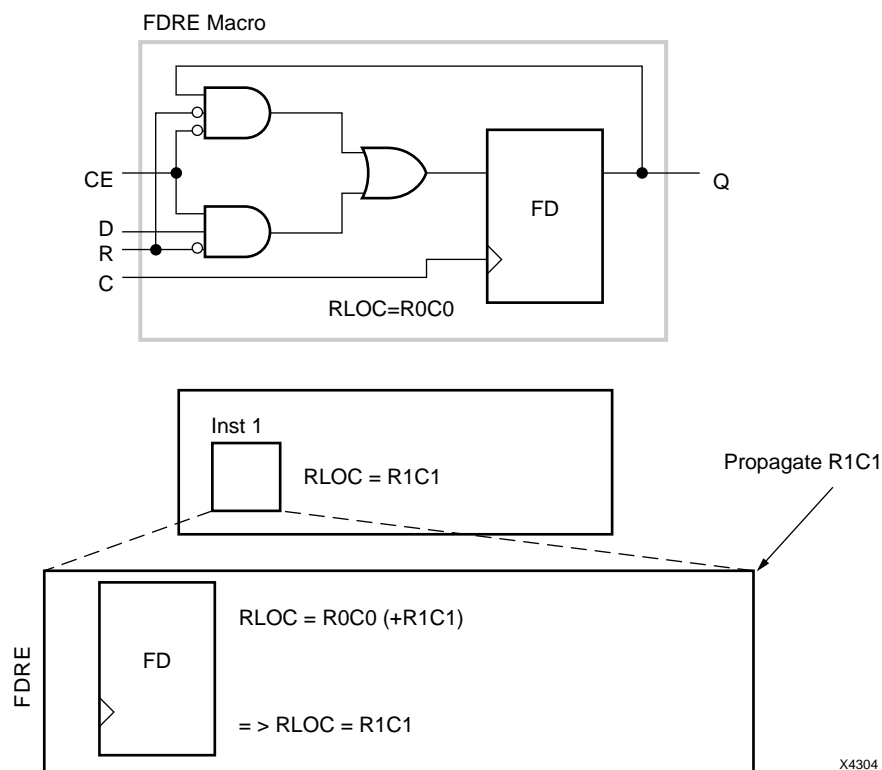 FDRE Macro
CE
D
R
C
FD
Q
RLOC=R0C0
Inst 1
RLOC = R1C1
Propagate R1C1
FDRE
FD
RLOC = R0C0 (+R1C1)
= > RLOC = R1C1
X4304